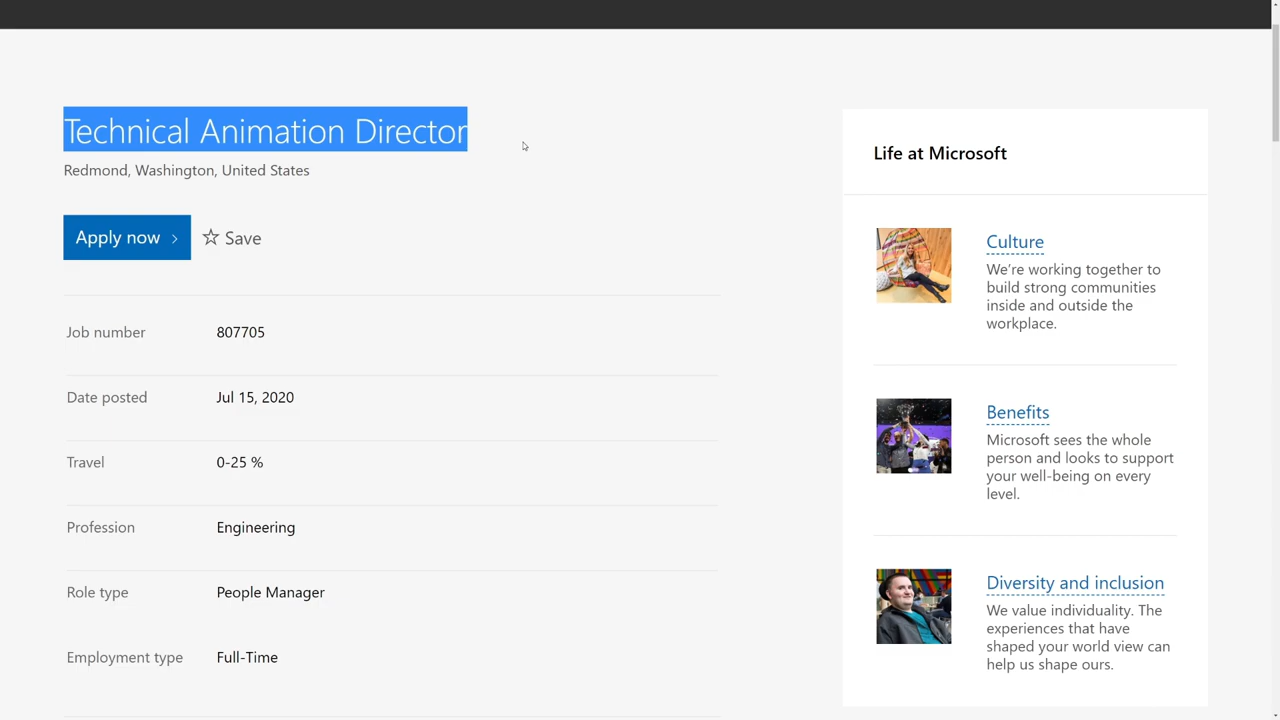 Technical Animation Director
Redmond, Washington, United States
Apply now
Save
Job number 807705
Date posted Jul 15, 2020
Travel 0-25 %
Profession Engineering
Role type People Manager
Employment type Full-Time
Life at Microsoft
Culture
We’re working together to
build strong communities
inside and outside the
workplace.
Benefits
Microsoft sees the whole
person and looks to support
your well-being on every
level.
Diversity and inclusion
We value individuality. The
experiences that have
shaped your world view can
help us shape ours.